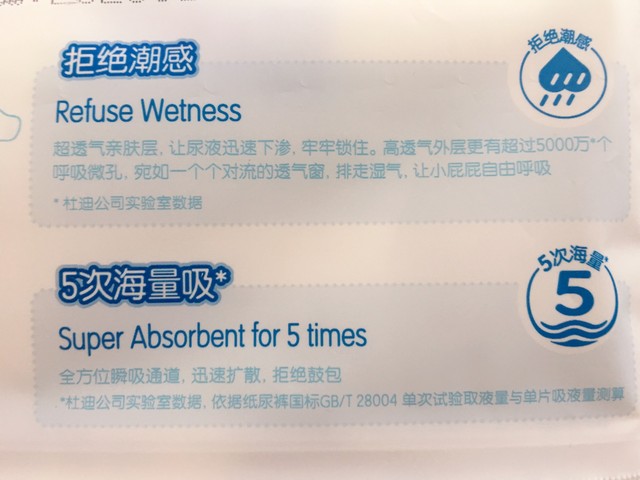 拒绝潮感
拒绝潮感
Refuse Wetness
超透气亲肤层, 让尿液迅速下渗, 牢牢锁住。高透气外层更有超过5000万*个
呼吸微孔, 宛如一个个对流的透气窗, 排走湿气, 让小屁屁自由呼吸
*杜迪公司实验室数据
5次海量吸*
5次海量*
5
Super Absorbent for 5 times
全方位瞬吸通道, 迅速扩散, 拒绝鼓包
*杜迪公司实验室数据, 依据纸尿裤国标GB/T 28004 单次试验取液量与单片吸液量测算